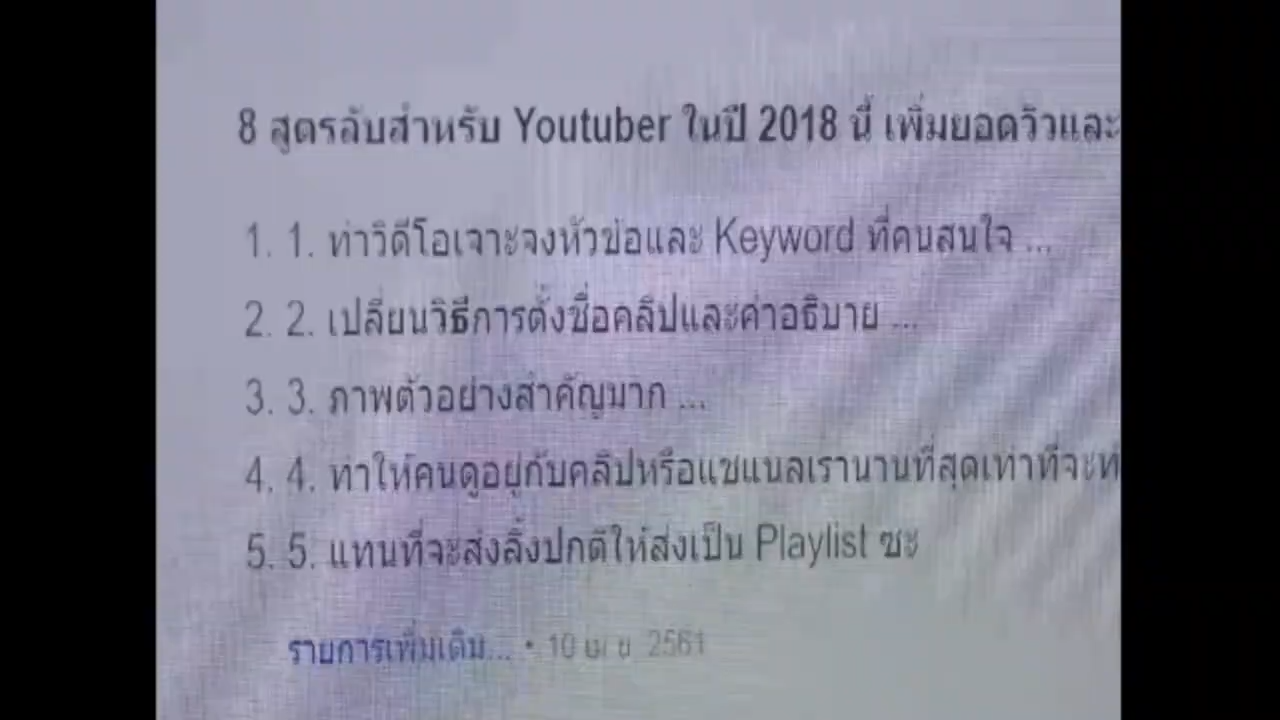 8 สูตรลับสำหรับ Youtuber ในปี 2018 นี้ เพิ่มยอดวิวและ
1. 1. ทำวิดีโอเจาะจงหัวข้อและ Keyword ที่คนสนใจ ...
2. 2. เปลี่ยนวิธีการตั้งชื่อคลิปและคำอธิบาย ...
3. 3. ภาพตัวอย่างสำคัญมาก ...
4. 4. ทำให้คนดูอยู่กับคลิปหรือแชแนลเรานานที่สุดเท่าที่จะทำ
5. 5. แทนที่จะส่งลิ้งปกติให้ส่งเป็น Playlist ซะ
รายการเพิ่มเติม... • 10 เม.ย. 2561